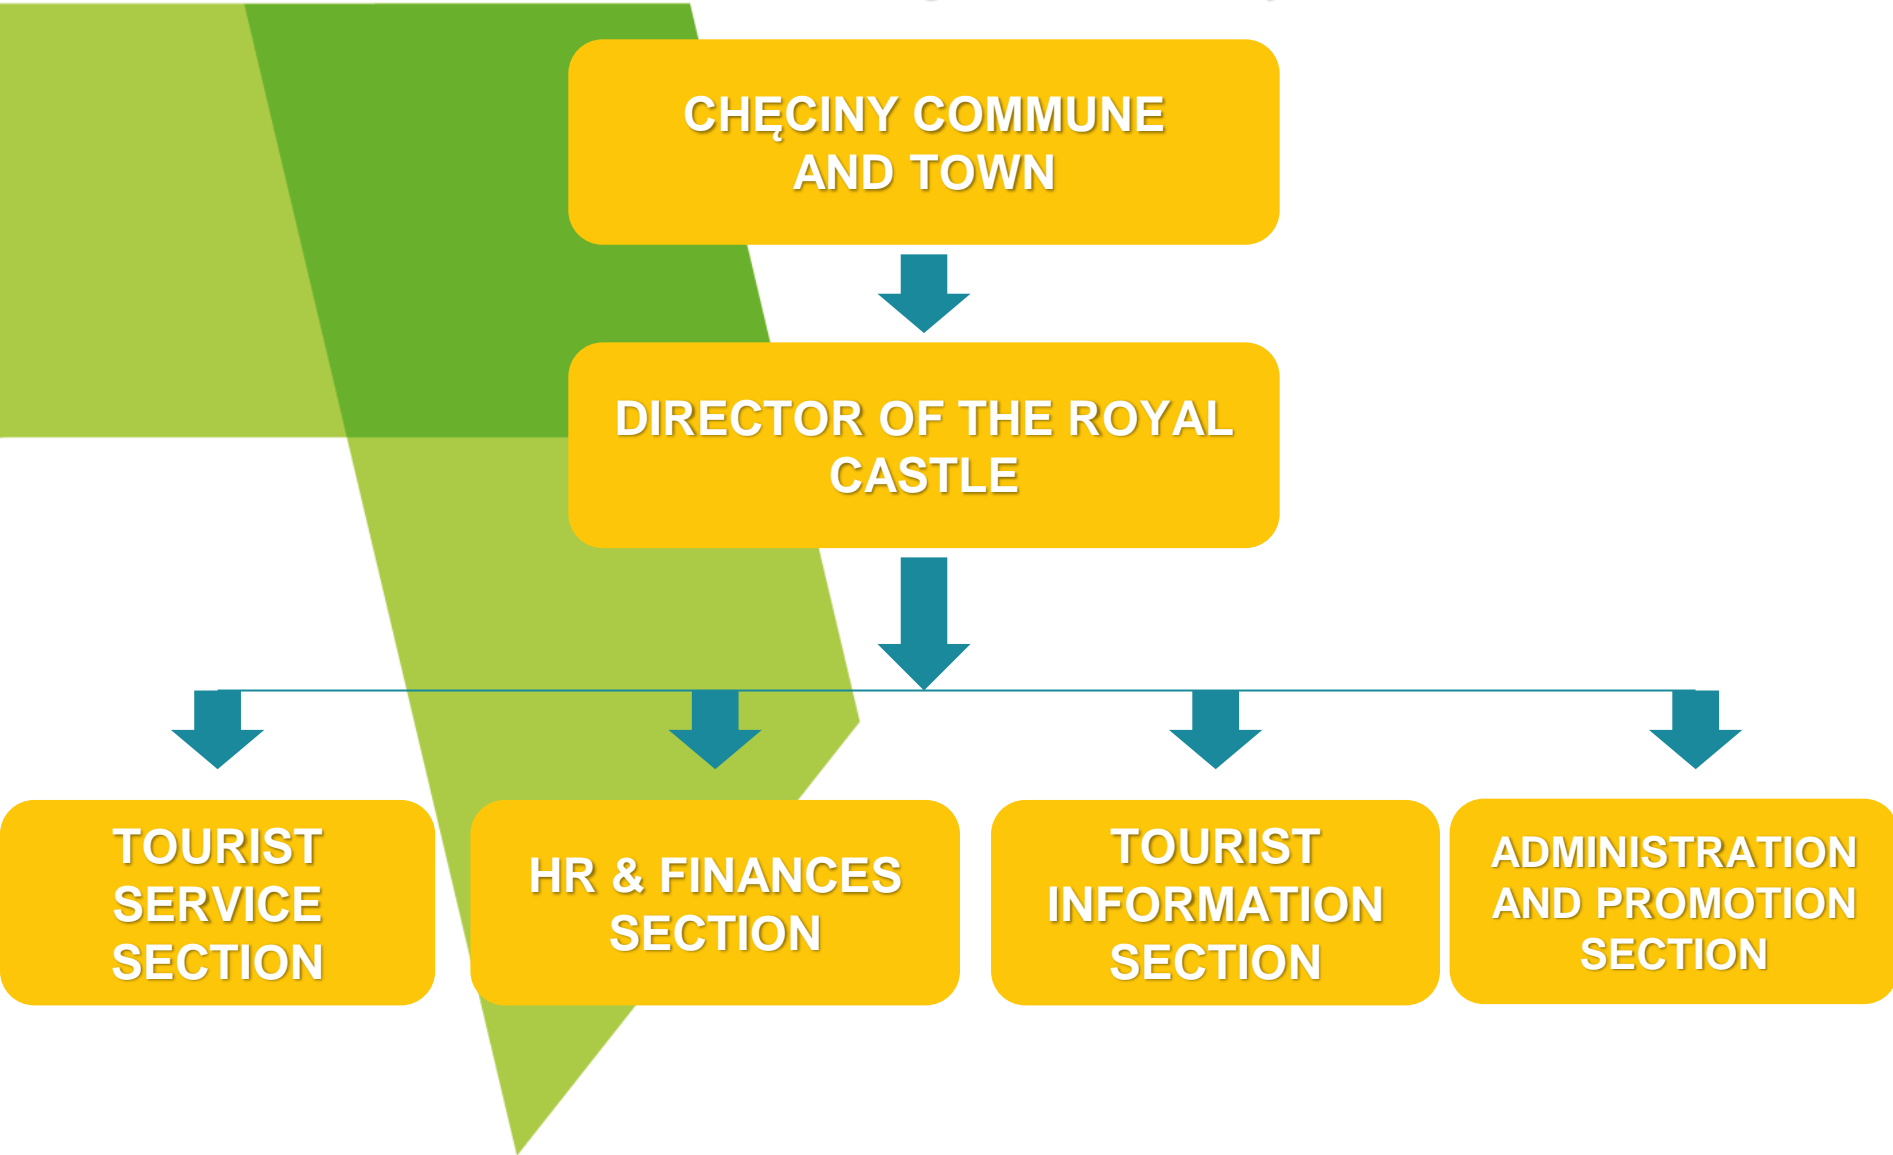 CHĘCINY COMMUNE
AND TOWN
DIRECTOR OF THE ROYAL
CASTLE
TOURIST
SERVICE
SECTION
HR & FINANCES
SECTION
TOURIST
INFORMATION
SECTION
ADMINISTRATION
AND PROMOTION
SECTION